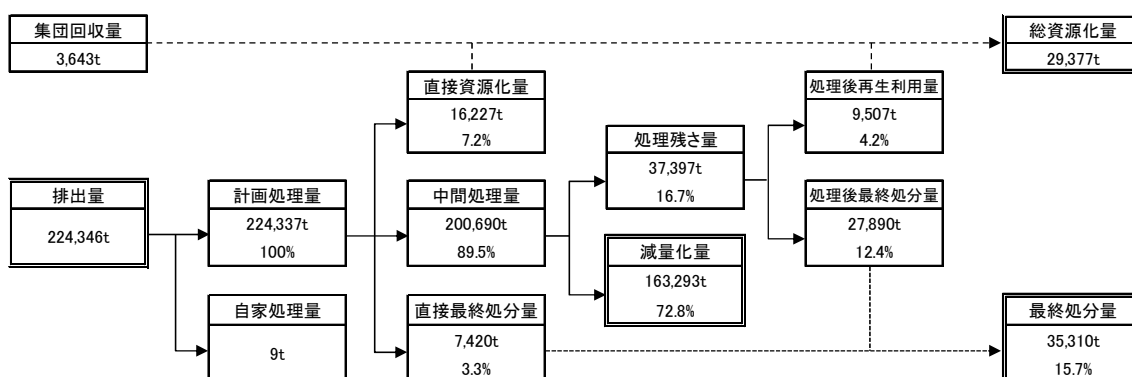 集団回収量
3,643t
総資源化量
29,377t
直接資源化量
16,227t
7.2%
処理後再生利用量
9,507t
4.2%
処理残さ量
37,397t
16.7%
排出量
224,346t
計画処理量
224,337t
100%
中間処理量
200,690t
89.5%
処理後最終処分量
27,890t
12.4%
減量化量
163,293t
72.8%
自家処理量
9t
直接最終処分量
7,420t
3.3%
最終処分量
35,310t
15.7%